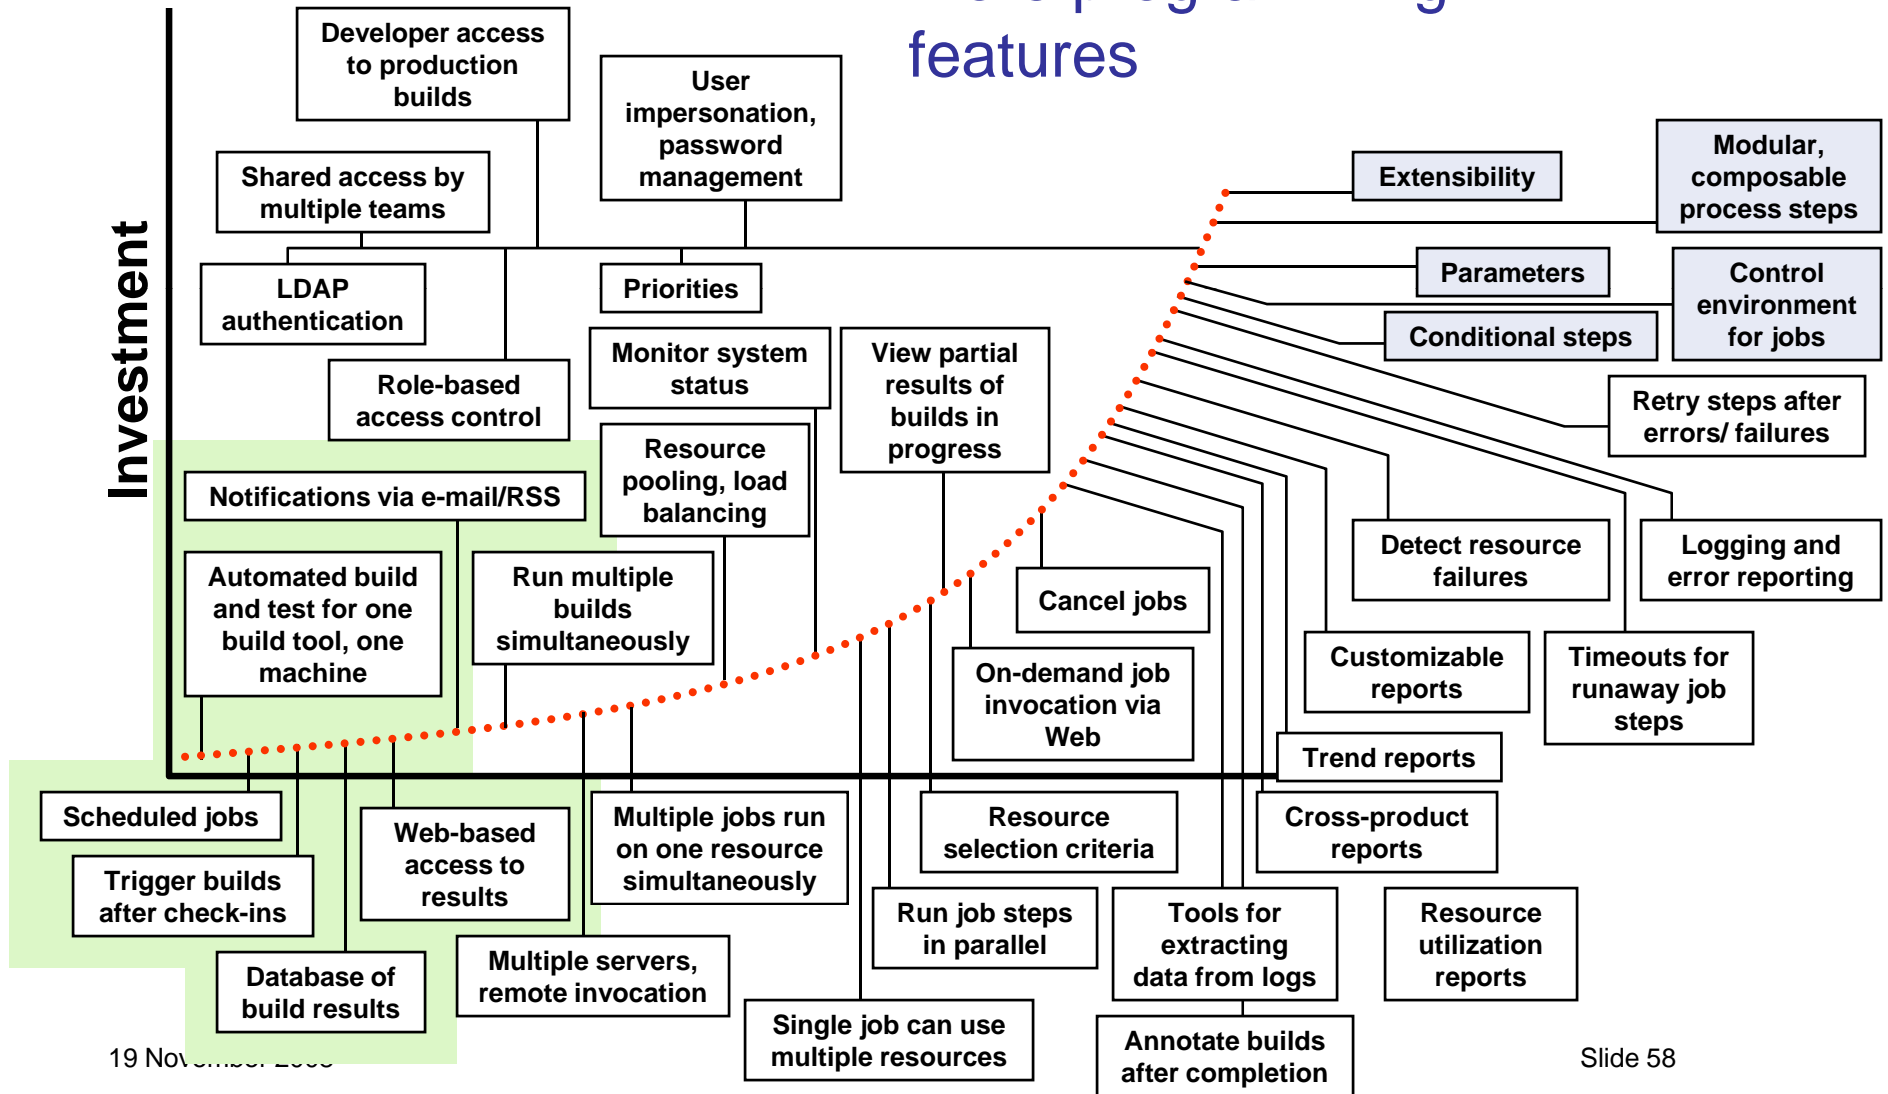 features
Developer access
to production
builds
User
impersonation,
password
management
Shared access by
multiple teams
Extensibility
Modular,
composable
process steps
Investment
LDAP
authentication
Priorities
Parameters
Control
environment
for jobs
Conditional steps
Role-based
access control
Monitor system
status
View partial
results of
builds in
progress
Retry steps after
errors/ failures
Resource
pooling, load
balancing
Notifications via e-mail/RSS
Automated build
and test for one
build tool, one
machine
Run multiple
builds
simultaneously
Cancel jobs
Detect resource
failures
Logging and
error reporting
On-demand job
invocation via
Web
Customizable
reports
Timeouts for
runaway job
steps
Trend reports
Scheduled jobs
Web-based
access to
results
Multiple jobs run
on one resource
simultaneously
Resource
selection criteria
Cross-product
reports
Trigger builds
after check-ins
Run job steps
in parallel
Tools for
extracting
data from logs
Resource
utilization
reports
Database of
build results
Multiple servers,
remote invocation
Single job can use
multiple resources
Annotate builds
after completion
19
Slide 58